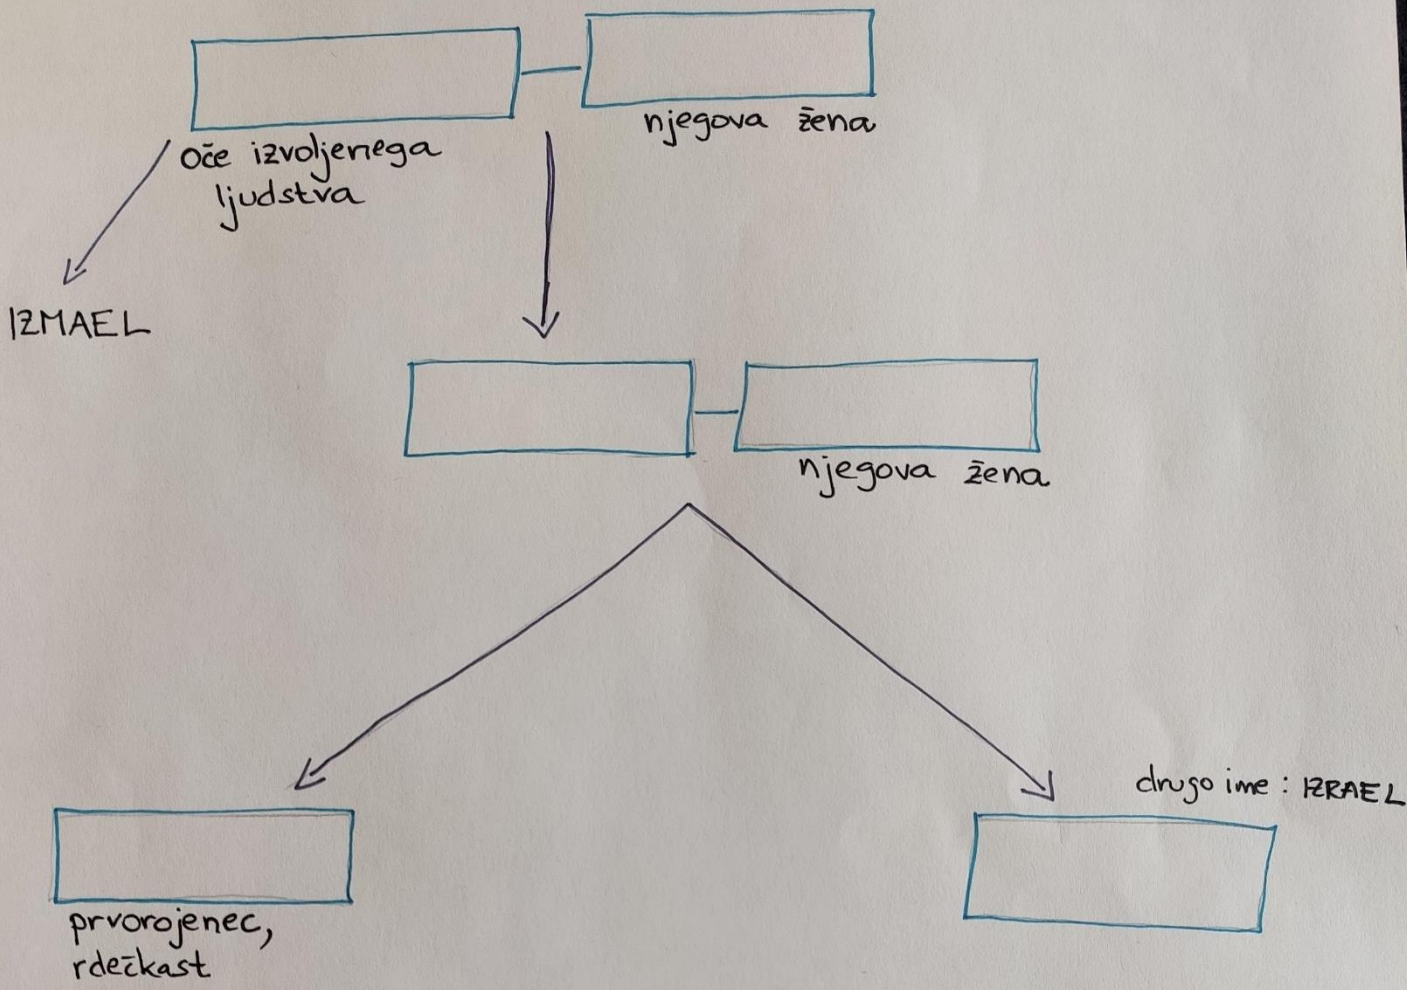 njegova žena
oče izvoljenega
ljudstva
IZMAEL
njegova žena
drugo ime : IZRAEL
prvorojenec,
rdečkast